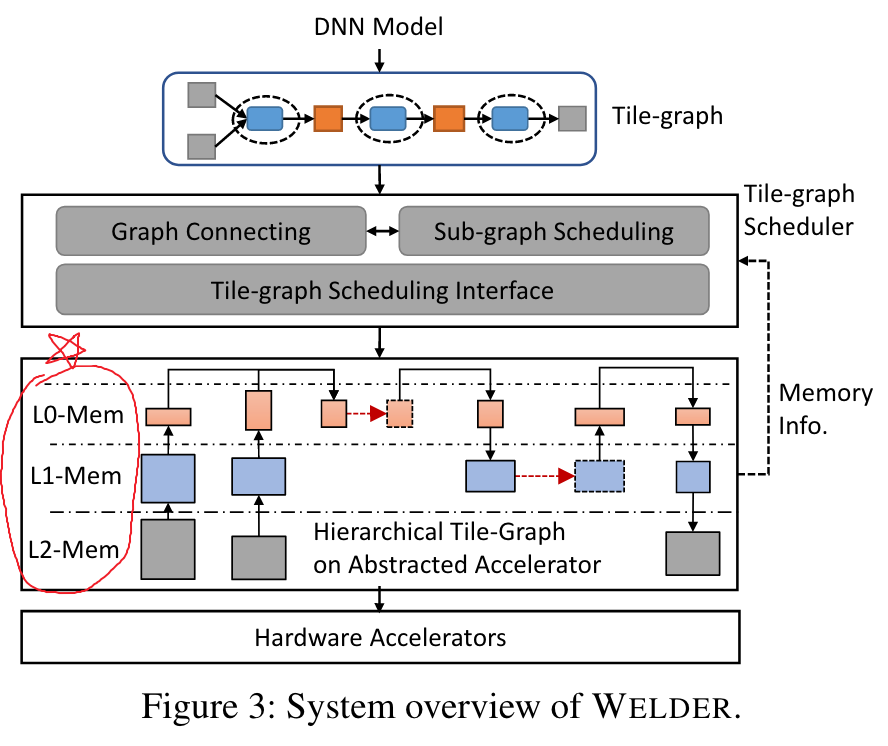 DNN Model
Tile-graph
Tile-graph
Scheduler
Graph Connecting
Sub-graph Scheduling
Tile-graph Scheduling Interface
L0-Mem
Memory
Info.
L1-Mem
L2-Mem
Hierarchical Tile-Graph
on Abstracted Accelerator
Hardware Accelerators
Figure 3: System overview of WELDER.